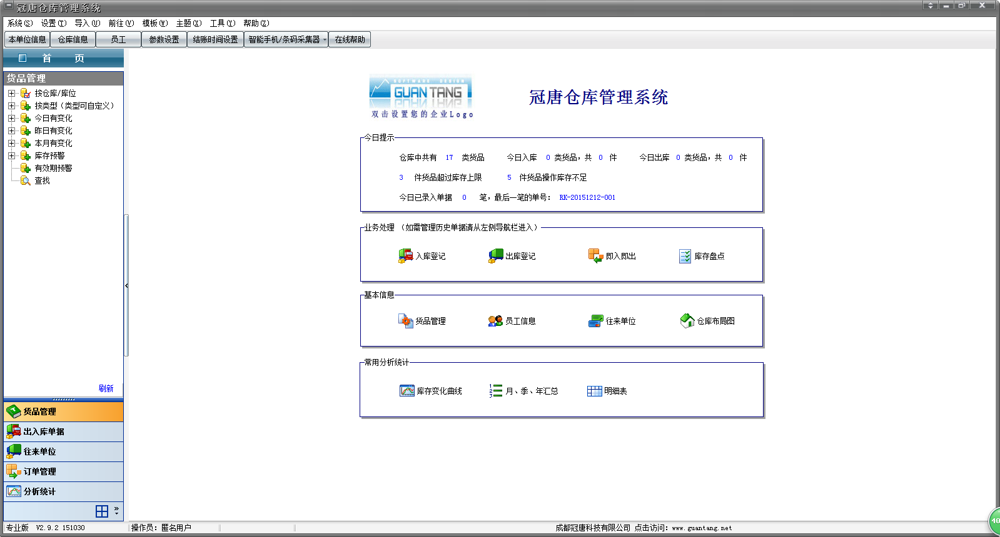 冠唐仓库管理系统
系统(S) 设置(T) 导入(U) 前往(V) 模板(W) 主题(X) 工具(Y) 帮助(Z)
本单位信息 仓库信息 员工 参数设置 结账时间设置 智能手机/条码采集器 在线帮助
首 页
货品管理
按仓库/库位
按类型（类型可自定义）
今日有变化
昨日有变化
本月有变化
库存预警
有效期预警
查找
刷新
货品管理
出入库单据
往来单位
订单管理
分析统计
SOFTWARE DESIGN
GUAN TANG
双击设置您的企业Logo
冠唐仓库管理系统
今日提示
仓库中共有 17 类货品 今日入库 0 类货品，共 0 件 今日出库 0 类货品，共 0 件
3 件货品超过库存上限 5 件货品操作库存不足
今日已录入单据 0 笔，最后一笔的单号： RK-20151212-001
业务处理 （如需管理历史单据请从左侧导航栏进入）
入库登记 出库登记 即入即出 库存盘点
基本信息
货品管理 员工信息 往来单位 仓库布局图
常用分析统计
库存变化曲线 月、季、年汇总 明细表
专业版 V2.9.2 151030 操作员：匿名用户 成都冠唐科技有限公司 点击访问：www.guantang.net
40